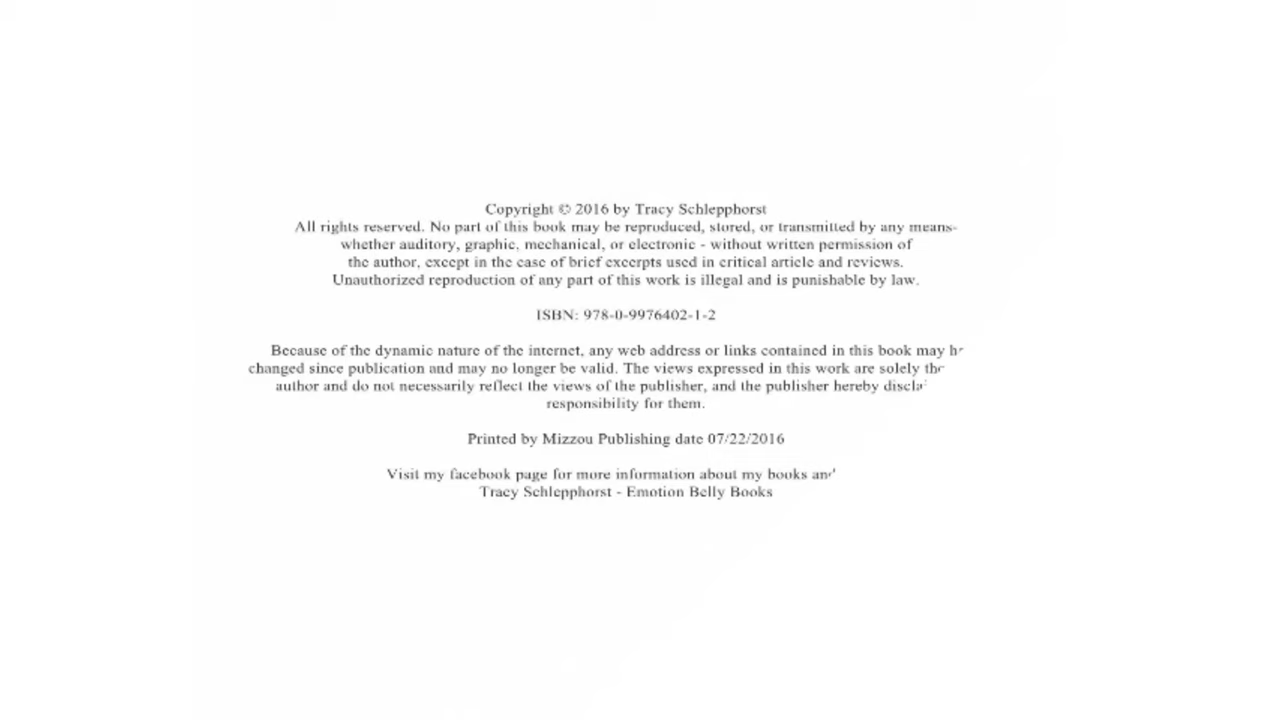 Copyright © 2016 by Tracy Schlepphorst
All rights reserved. No part of this book may be reproduced, stored, or transmitted by any means-
whether auditory, graphic, mechanical, or electronic - without written permission of
the author, except in the case of brief excerpts used in critical article and reviews.
Unauthorized reproduction of any part of this work is illegal and is punishable by law.
ISBN: 978-0-9976402-1-2
Because of the dynamic nature of the internet, any web address or links contained in this book may
changed since publication and may no longer be valid. The views expressed in this work are solely
author and do not necessarily reflect the views of the publisher, and the publisher hereby
responsibility for them.
Printed by Mizzou Publishing date 07/22/2016
Visit my facebook page for more information about my books
Tracy Schlepphorst - Emotion Belly Books